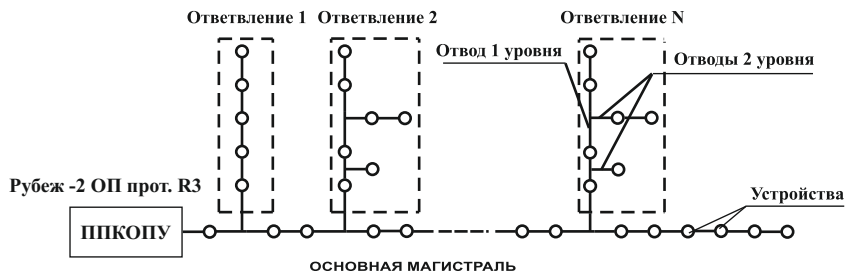 Ответвление 1
Ответвление 2
Ответвление N
Отвод 1 уровня
Отводы 2 уровня
Рубеж -2 ОП прот. R3
Устройства
ППКОПУ
ОСНОВНАЯ МАГИСТРАЛЬ